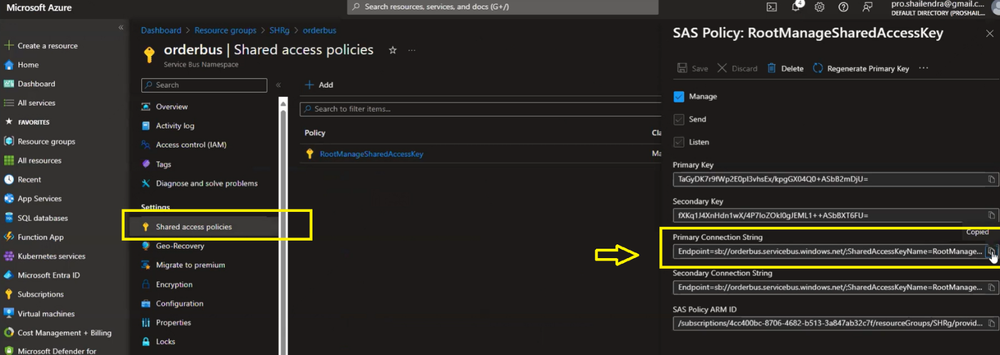 Microsoft Azure
Search resources, services, and docs (G+/)
4
pro.shailendra@gmail.c...
DEFAULT DIRECTORY (PROSHAIL...
Create a resource
Home
Dashboard
All services
FAVORITES
Resource groups
All resources
Recent
App Services
SQL databases
Function App
Kubernetes services
Microsoft Entra ID
Subscriptions
Virtual machines
Cost Management + Billing
Microsoft Defender for
Dashboard > Resource groups > SHRg > orderbus
orderbus | Shared access policies
Service Bus Namespace
Search
Overview
Activity log
Access control (IAM)
Tags
Diagnose and solve problems
Settings
Shared access policies
Geo-Recovery
Migrate to premium
Encryption
Configuration
Properties
Locks
Add
Search to filter items...
Policy
Cla
RootManageSharedAccessKey
Ma
SAS Policy: RootManageSharedAccessKey
Save
Discard
Delete
Regenerate Primary Key
Manage
Send
Listen
Primary Key
TaGyDK7r9fWp2E0pI3vhsEx/kpgGX04Q0+ASbB2mDjU=
Secondary Key
fXKq1J4XnHdn1wX/4P7IoZOkI0gJEML1++ASbBXT6FU=
Copied
Primary Connection String
Endpoint=sb://orderbus.servicebus.windows.net/;SharedAccessKeyName=RootManage...
Secondary Connection String
Endpoint=sb://orderbus.servicebus.windows.net/;SharedAccessKeyName=RootManage...
SAS Policy ARM ID
/subscriptions/4cc400bc-8706-4682-b513-3a847ab32c7f/resourceGroups/SHRg/provid...